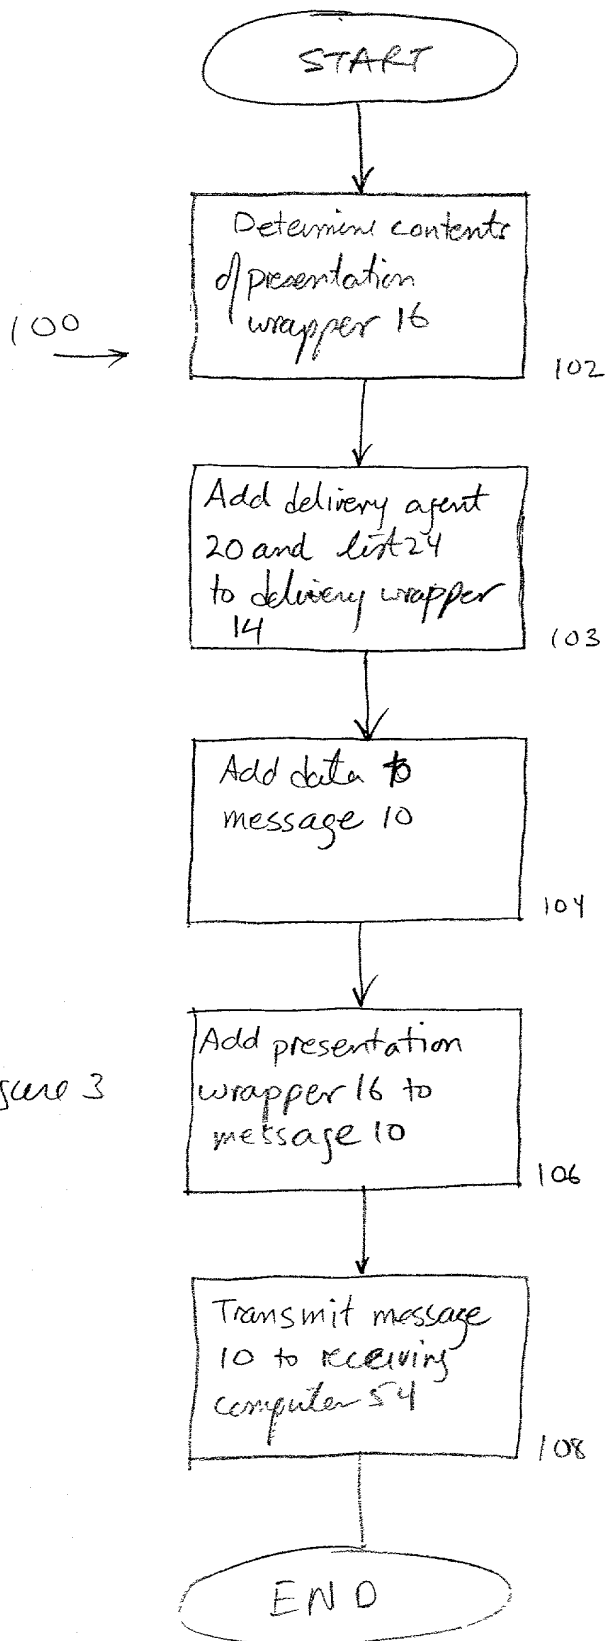 START
Determine contents
of presentation
wrapper 16
100
102
Add delivery agent
20 and list 24
to delivery wrapper
14
103
Add data to
message 10
104
Add presentation
wrapper 16 to
message 10
gure 3
106
Transmit message
10 to receiving
computer 54
108
END